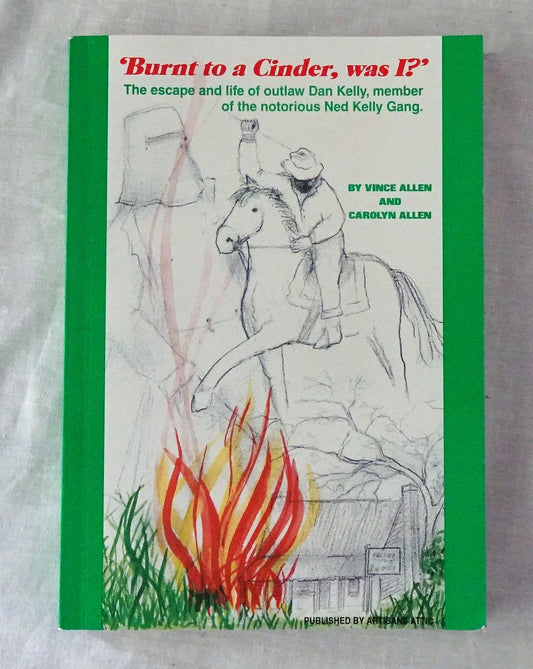 'Burnt to a Cinder, was I?'
The escape and life of outlaw Dan Kelly, member
of the notorious Ned Kelly Gang.
BY VINCE ALLEN
AND
CAROLYN ALLEN
PUBLISHED BY ARTISANS ATTIC